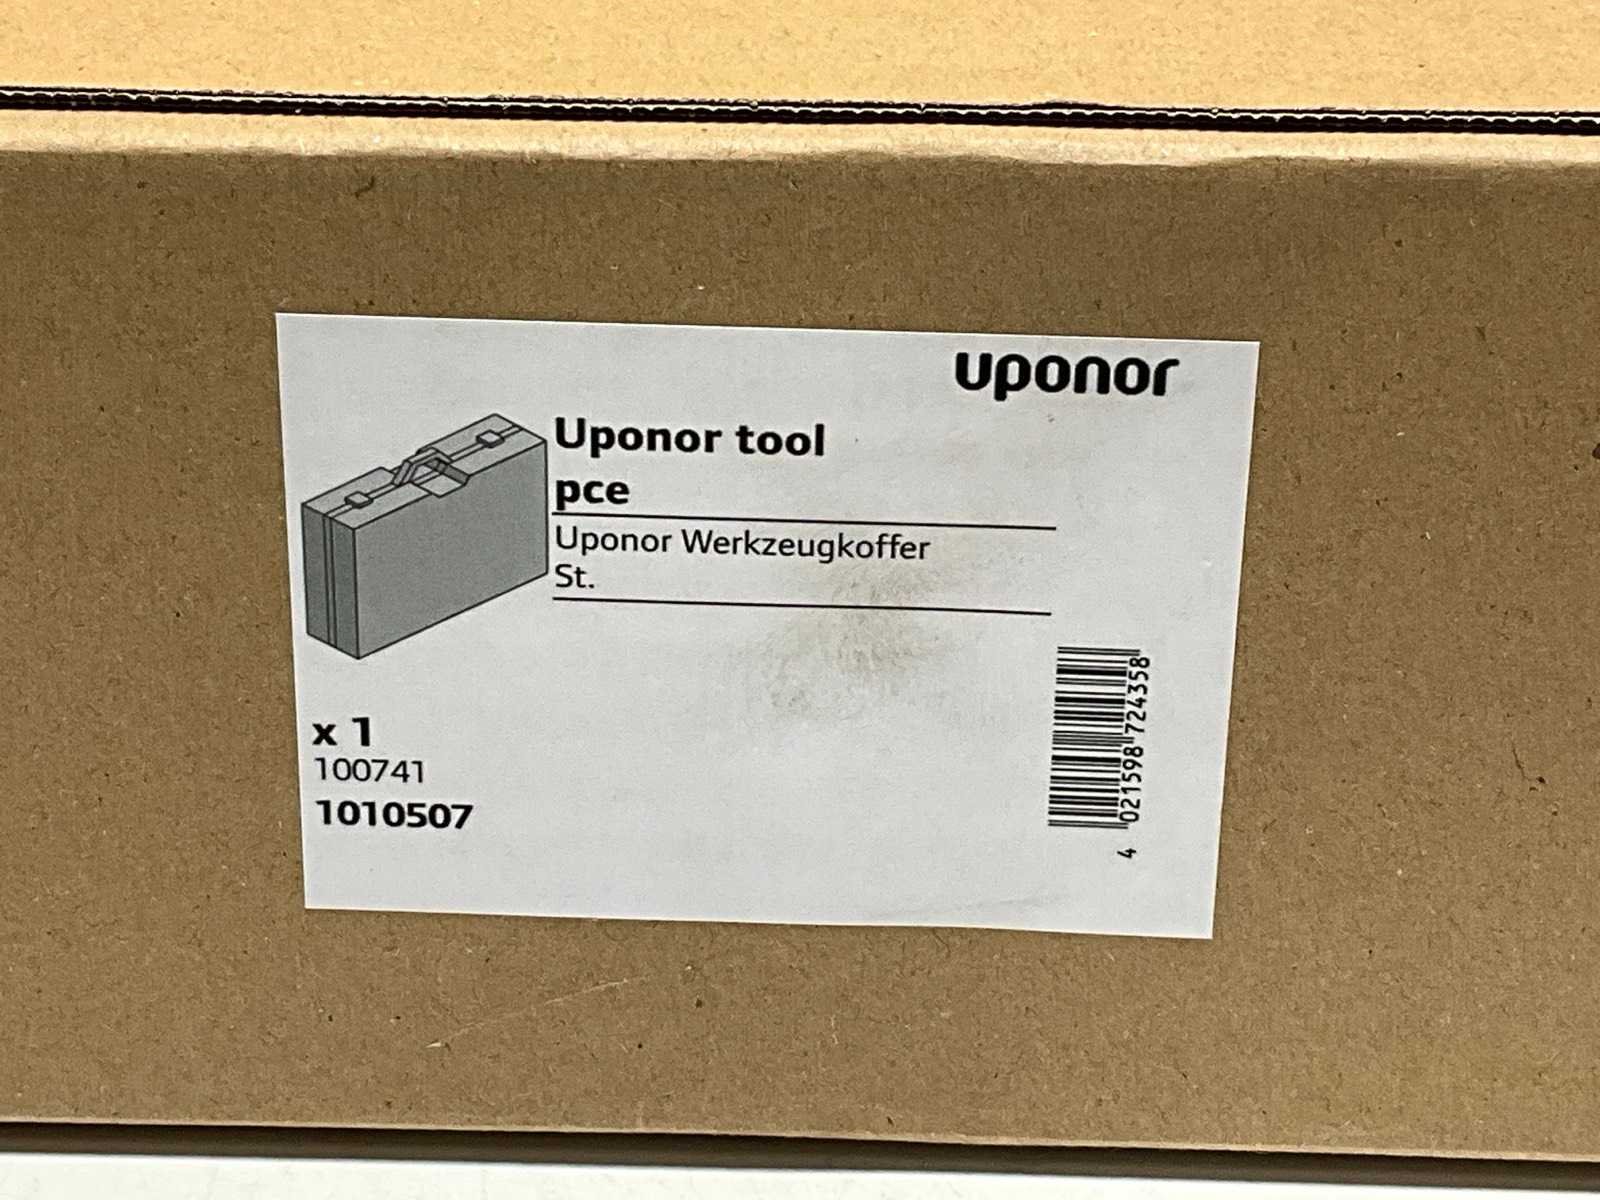 uponor
Uponor tool
pce
Uponor Werkzeugkoffer
St.
x 1
100741
1010507
4 021598 724358